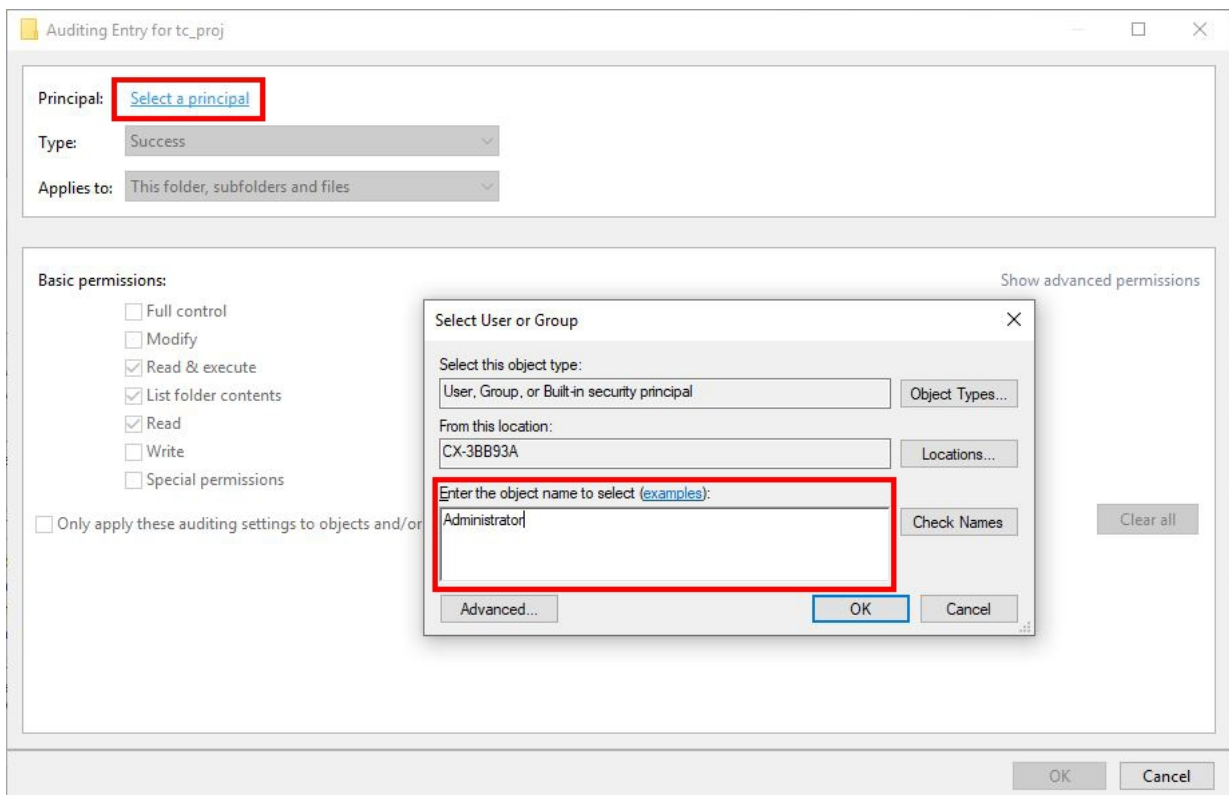 Auditing Entry for tc_proj
Principal: Select a principal
Type: Success
Applies to: This folder, subfolders and files
Basic permissions:
Show advanced permissions
Full control
Modify
Read & execute
List folder contents
Read
Write
Special permissions
Only apply these auditing settings to objects and/or
Clear all
Select User or Group
Select this object type:
User, Group, or Built-in security principal
Object Types...
From this location:
CX-3BB93A
Locations...
Enter the object name to select (examples):
Administrator
Check Names
Advanced...
OK
Cancel
OK
Cancel